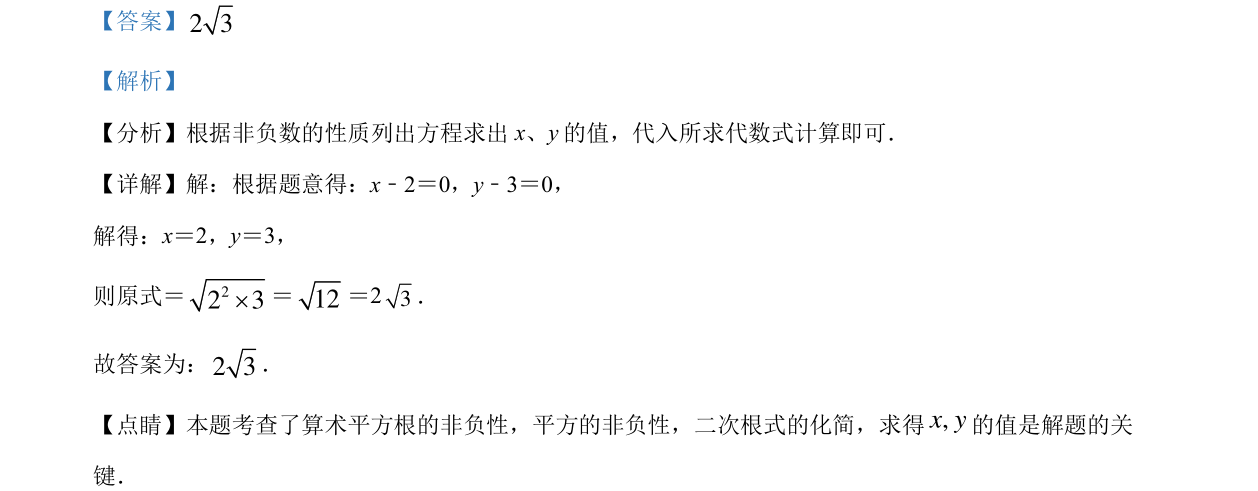 【答案】2√3
【解析】
【分析】根据非负数的性质列出方程求出 x、y 的值，代入所求代数式计算即可．
【详解】解：根据题意得：x﹣2＝0，y﹣3＝0，
解得：x＝2，y＝3，
则原式＝√(2²×3)＝√12＝2√3．
故答案为：2√3．
【点睛】本题考查了算术平方根的非负性，平方的非负性，二次根式的化简，求得 x, y 的值是解题的关
键．